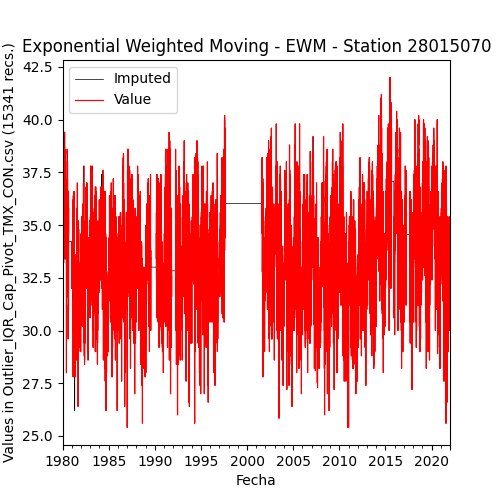 Exponential Weighted Moving - EWM - Station 28015070
Values in Outlier_IQR_Cap_Pivot_TMX_CON.csv (15341 recs.)
42.5
40.0
37.5
35.0
32.5
30.0
27.5
25.0
Imputed
Value
1980 1985 1990 1995 2000 2005 2010 2015 2020
Fecha